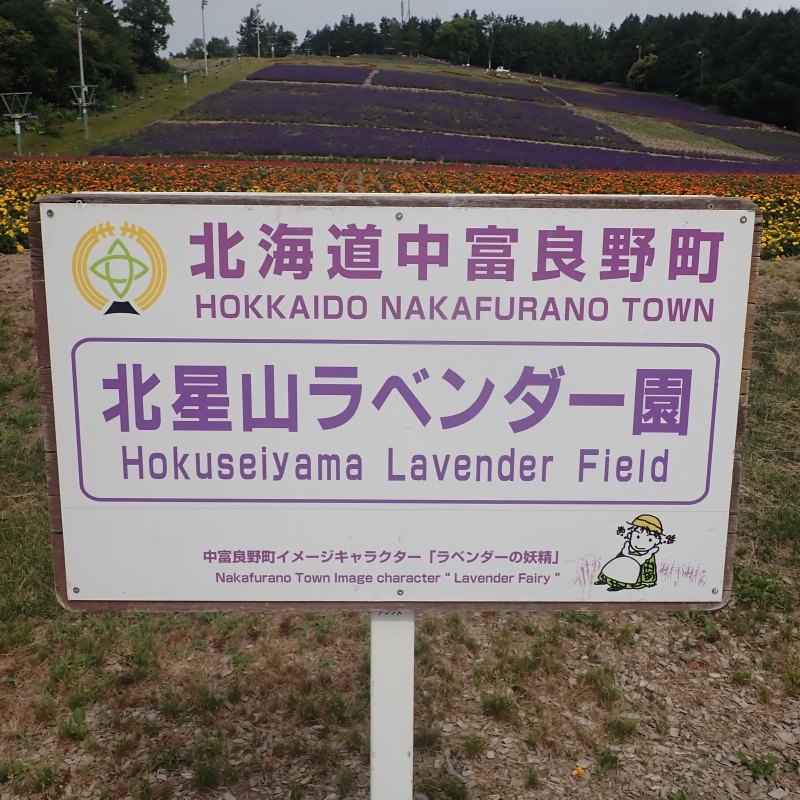 北海道中富良野町
HOKKAIDO NAKAFURANO TOWN
北星山ラベンダー園
Hokuseiyama Lavender Field
中富良野町イメージキャラクター「ラベンダーの妖精」
Nakafurano Town Image character " Lavender Fairy "